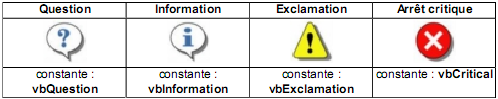 Question Information Exclamation Arrêt critique
? i !
constante : constante : constante : constante : vbCritical
vbQuestion vbInformation vbExclamation